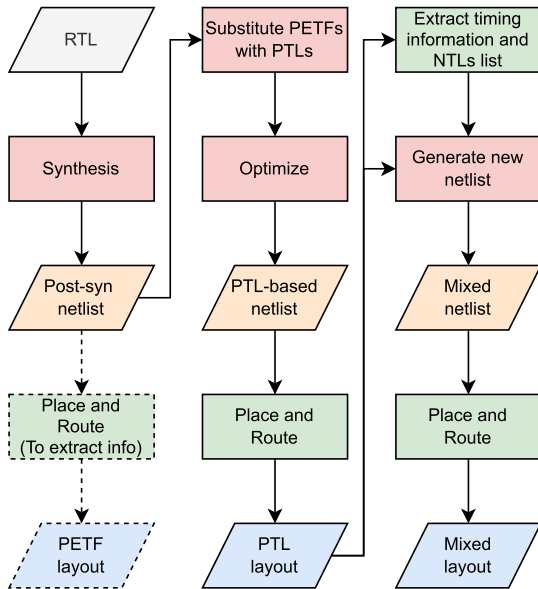 RTL
Synthesis
Post-syn
netlist
Place and
Route
(To extract info)
PETF
layout
Substitute PETFs
with PTLs
Optimize
PTL-based
netlist
Place and
Route
PTL
layout
Extract timing
information and
NTLs list
Generate new
netlist
Mixed
netlist
Place and
Route
Mixed
layout